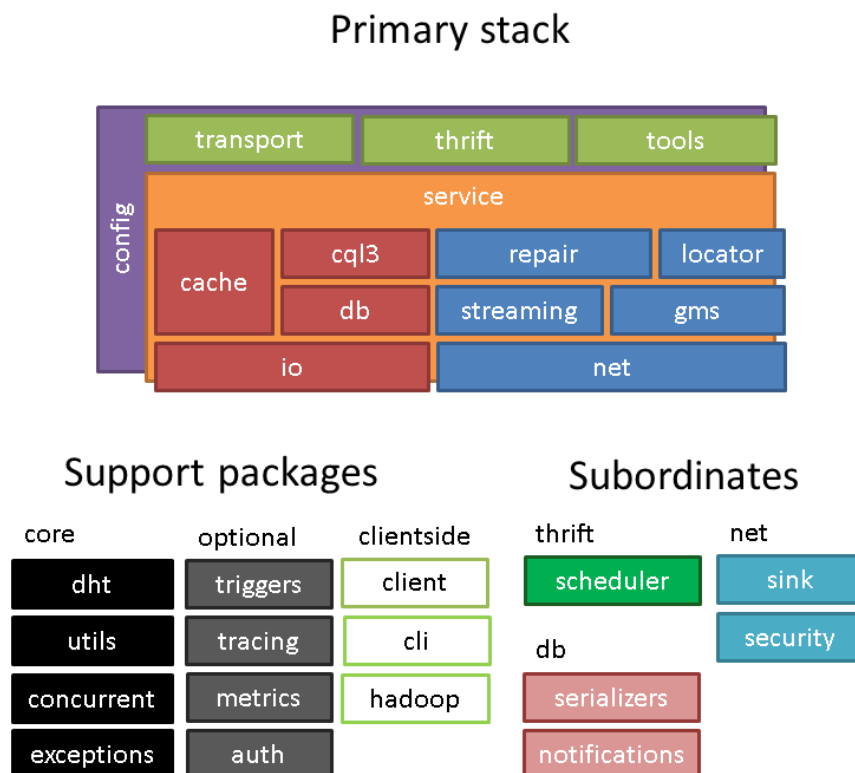 Primary stack
config
transport thrift tools
service
cache cql3 repair locator
db streaming gms
io net
Support packages
core optional clientside
dht triggers client
utils tracing cli
concurrent metrics hadoop
exceptions auth
Subordinates
thrift net
scheduler sink
security
db
serializers
notifications